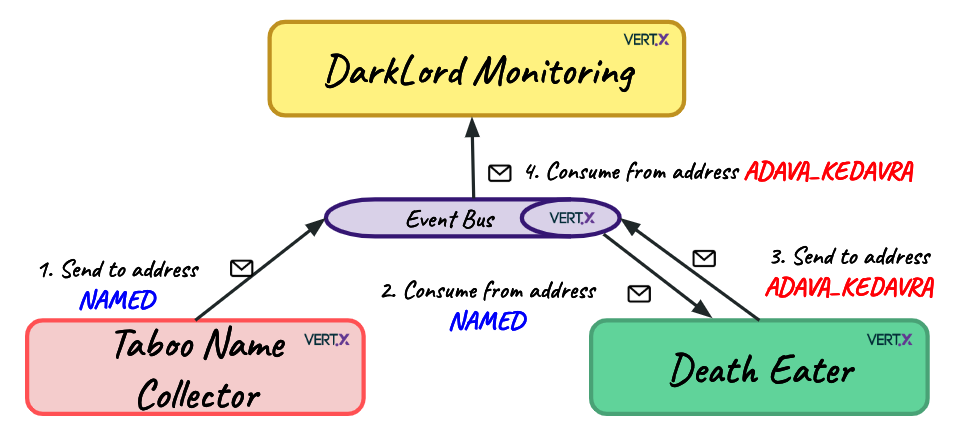 VERT.X
DarkLord Monitoring
4. Consume from address ADAVA_KEDAVRA
Event Bus
VERT.X
1. Send to address
NAMED
2. Consume from address
NAMED
3. Send to address
ADAVA_KEDAVRA
Taboo Name
Collector
VERT.X
Death Eater
VERT.X